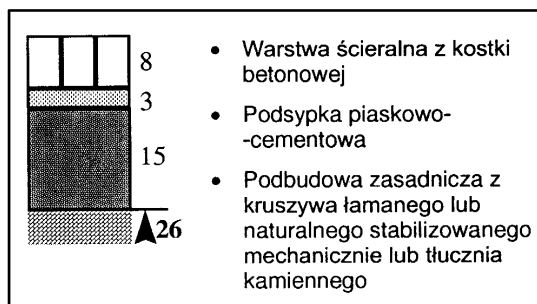 8
3
15
26
• Warstwa ścieralna z kostki
betonowej
• Podsypka piaskowo-
-cementowa
• Podbudowa zasadnicza z
kruszywa łamanego lub
naturalnego stabilizowanego
mechanicznie lub tłucznia
kamiennego